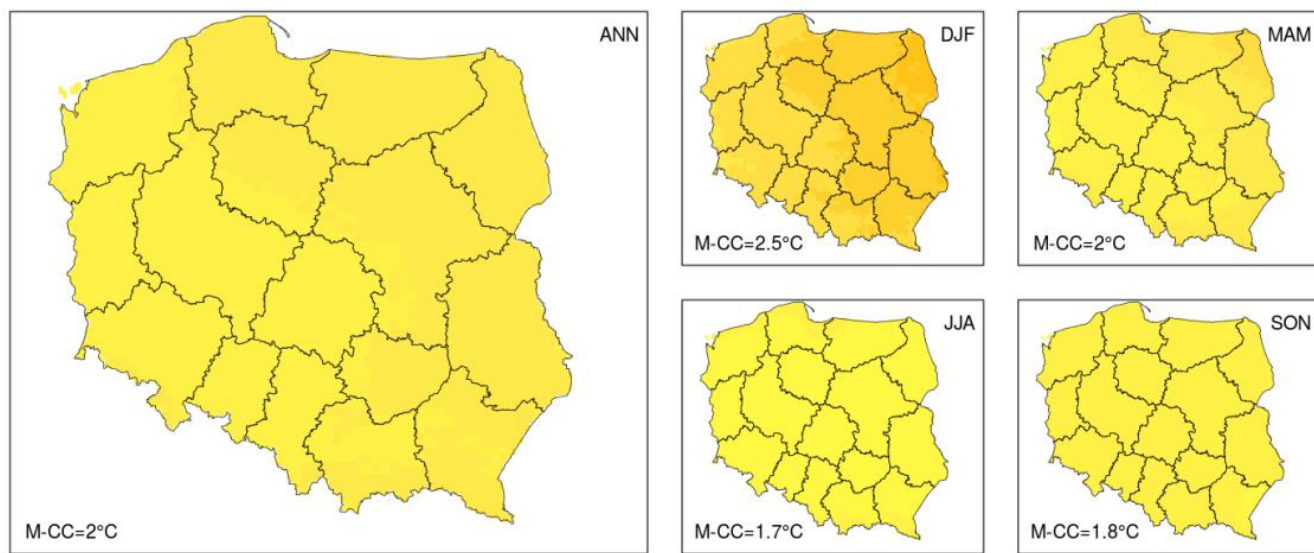 ANN
M-CC=2°C
DJF
M-CC=2.5°C
MAM
M-CC=2°C
JJA
M-CC=1.7°C
SON
M-CC=1.8°C